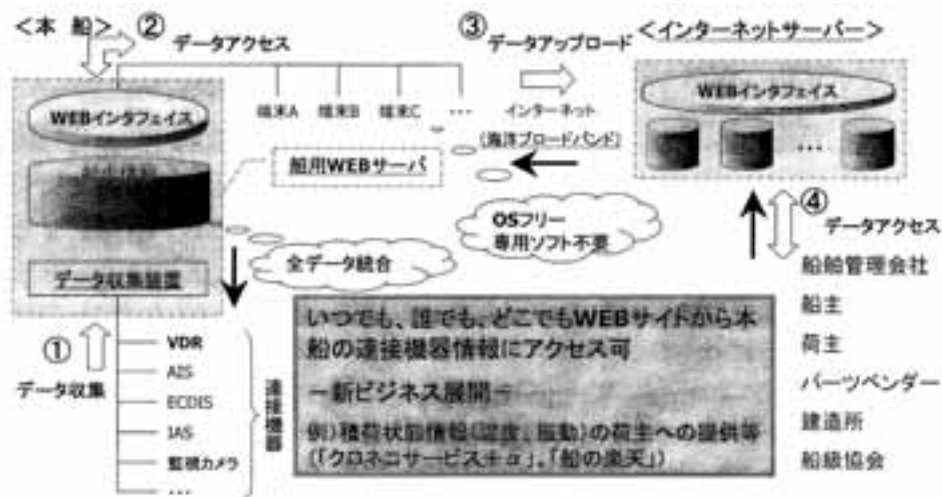 ＜本 船＞
②
データアクセス
③
データアップロード
＜インターネットサーバー＞
WEBインタフェイス
端末A 端末B 端末C …
インターネット
(海洋ブロードバンド)
WEBインタフェイス
…
舶用WEBサーバ
データ収集装置
全データ統合
OSフリー
専用ソフト不要
④
データアクセス
船舶管理会社
船主
荷主
パーツベンダー
建造所
船級協会
①
データ収集
VDR
AIS
ECDIS
IAS
監視カメラ
…
連接機器
いつでも、誰でも、どこでもWEBサイトから本
船の連接機器情報にアクセス可
－新ビジネス展開－
例)積荷状態情報(温度、振動)の荷主への提供等
(｢クロネコサービス＋α｣、｢船の楽天｣)